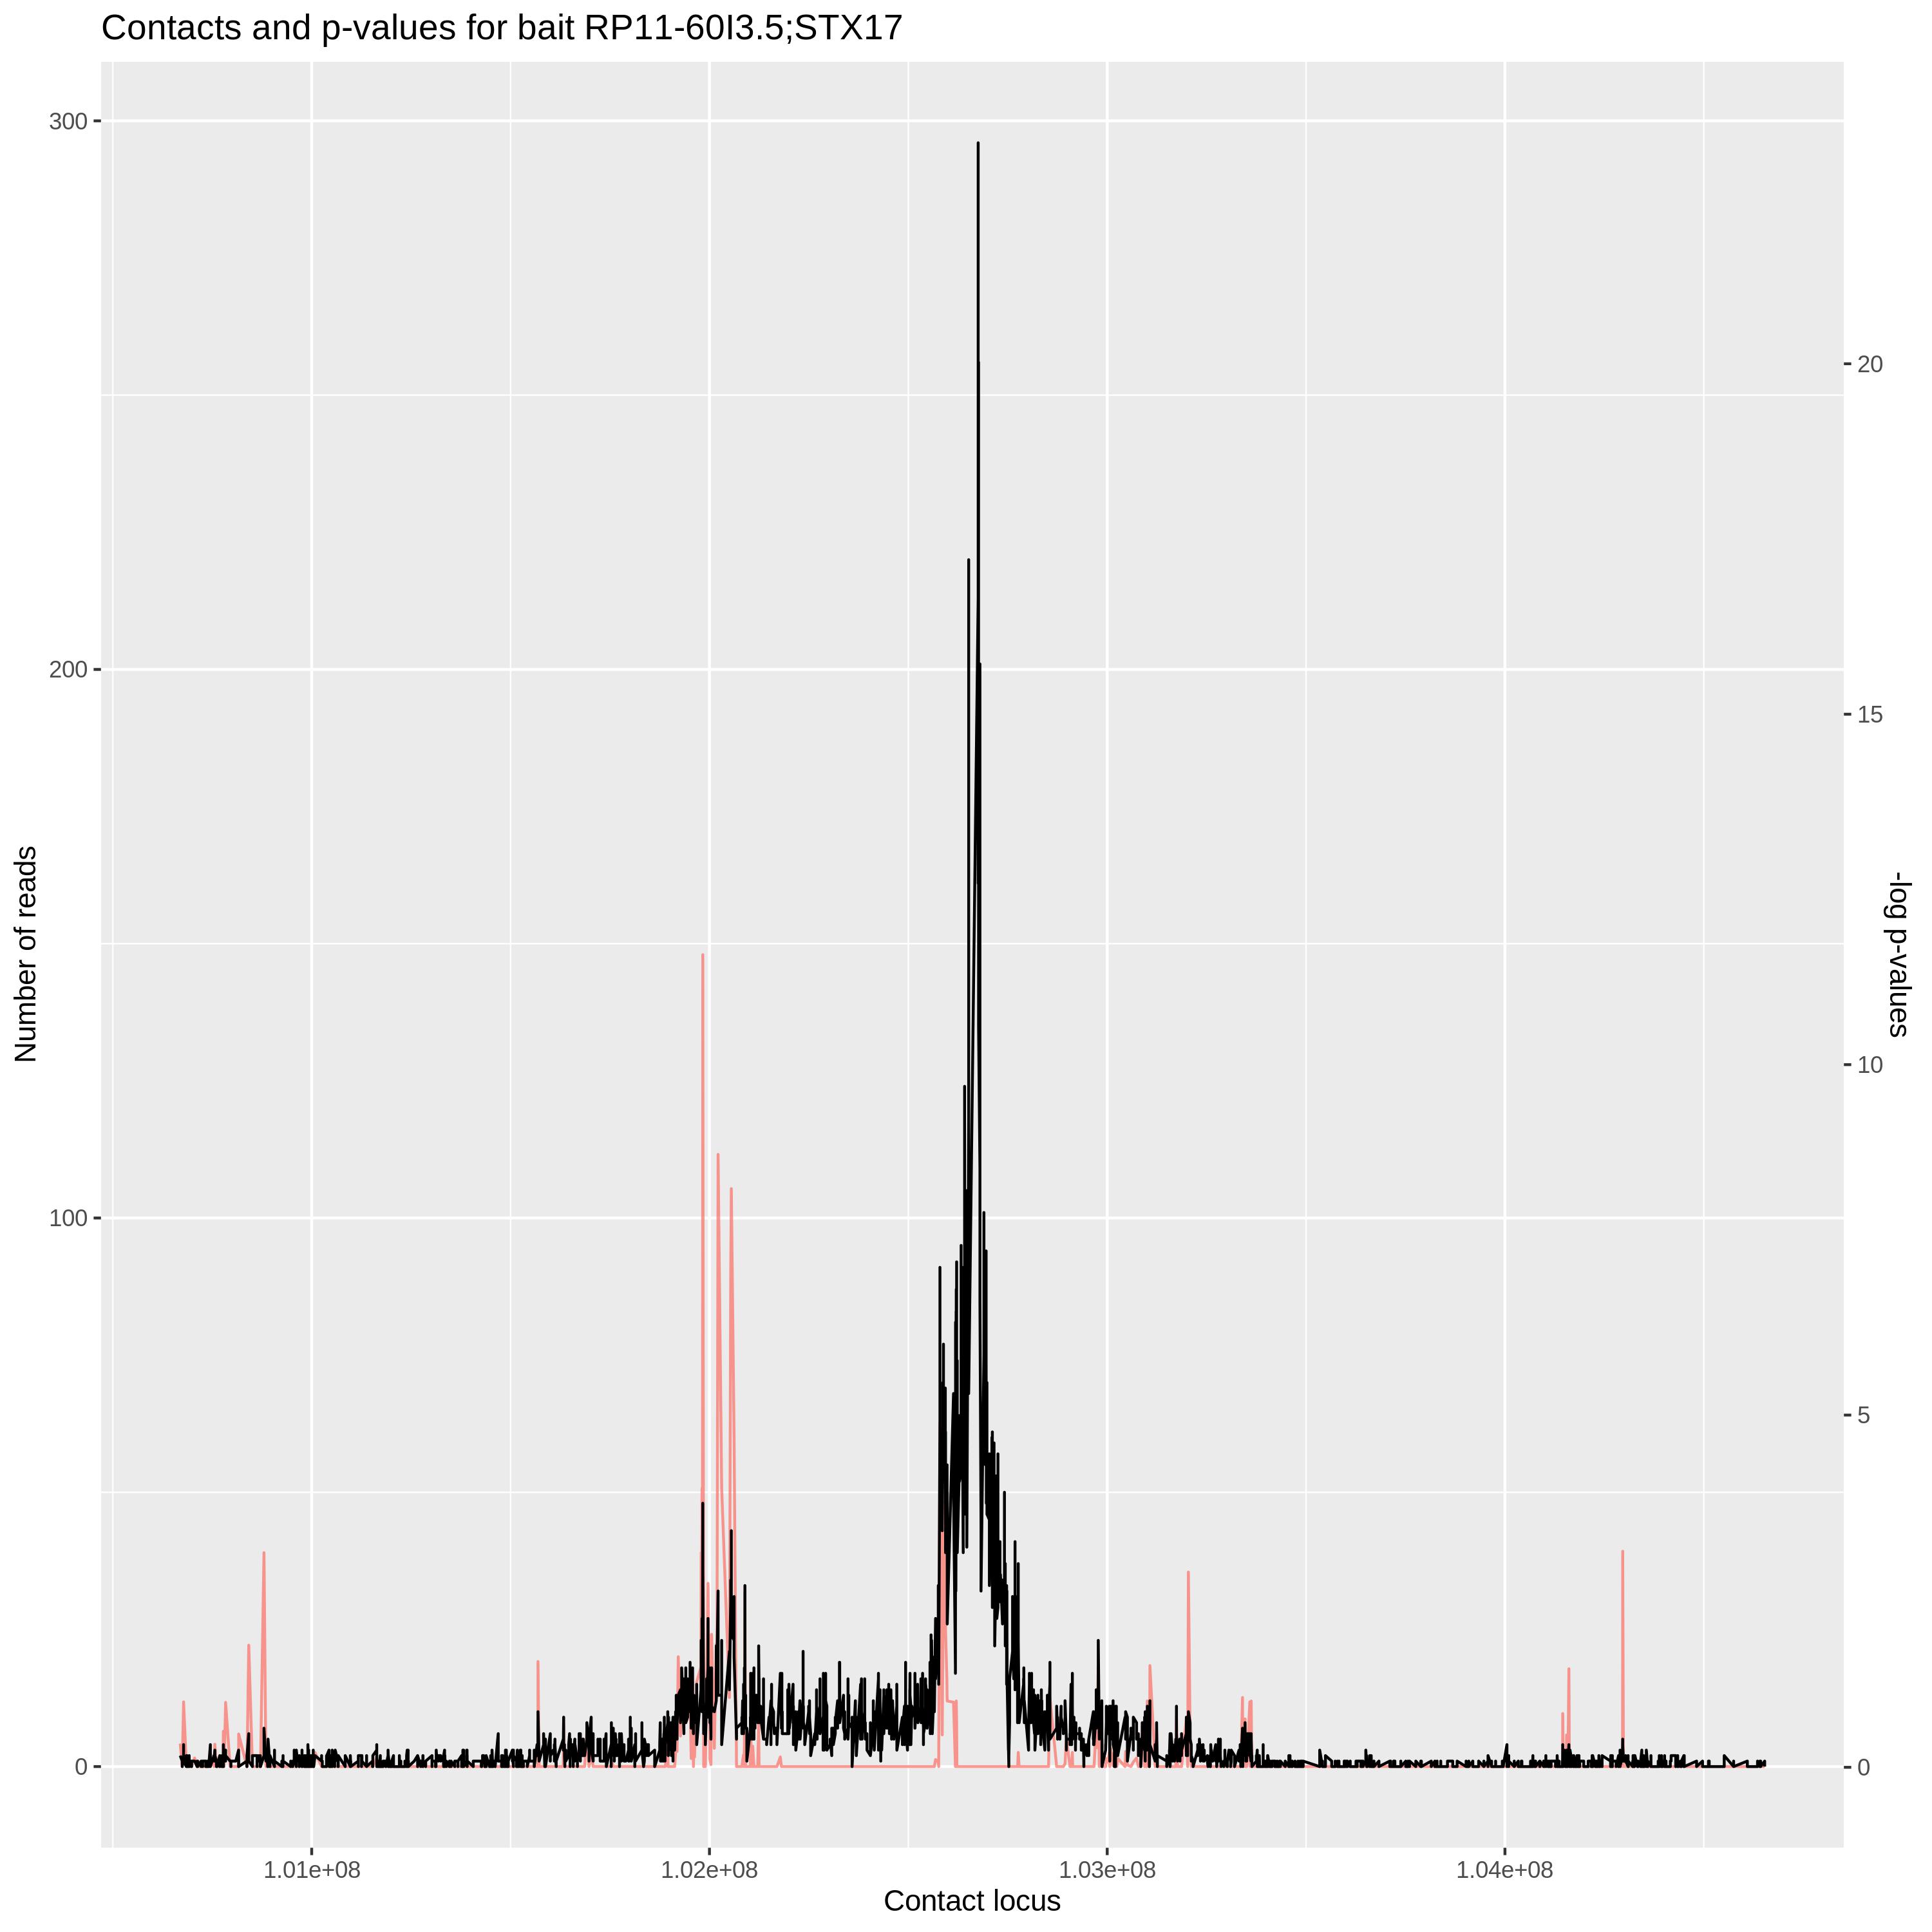 Contacts and p-values for bait RP11-60I3.5;STX17
300
200
100
0
Number of reads
20
15
10
5
0
-log p-values
1.01e+08
1.02e+08
1.03e+08
1.04e+08
Contact locus